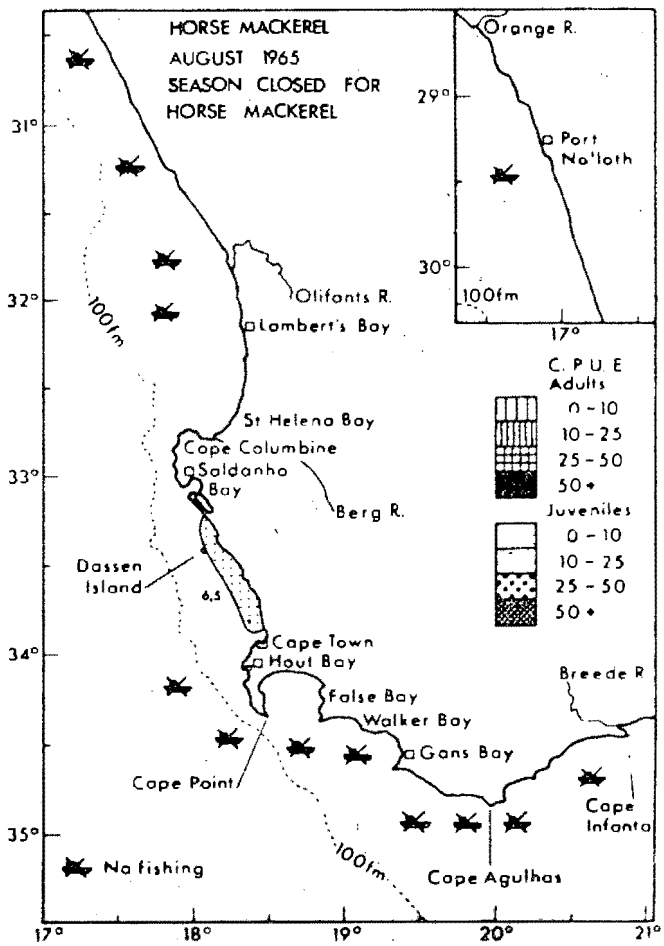 HORSE MACKEREL
AUGUST 1965
SEASON CLOSED FOR
HORSE MACKEREL
Orange R.
29°
Port
No'loth
30°
100fm
17°
31°
32°
100fm
Olifants R.
Lambert's Bay
C. P. U. E
Adults
0-10
10-25
25-50
50+
Juveniles
0-10
10-25
25-50
50+
St Helena Bay
Cape Columbine
Saldanha
Bay
33°
Berg R.
Dassen
Island
6,5
Cape Town
34°
Hout Bay
Breede R
False Bay
Walker Bay
Gans Bay
Cape Point
Cape
Infanta
35°
100fm
No fishing
Cape Agulhas
17°
18°
19°
20°
21°